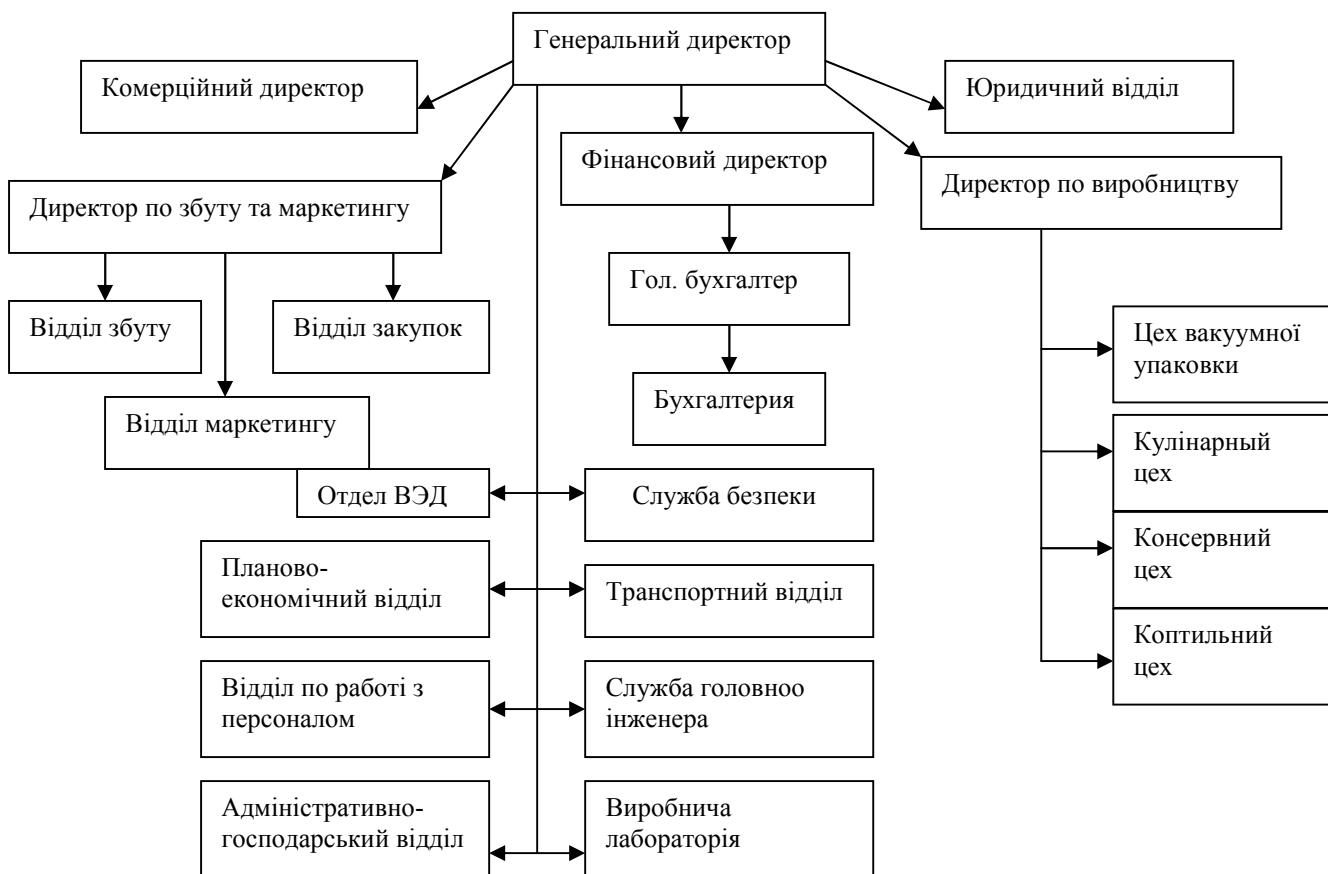 Генеральний директор
Комерційний директор
Юридичний відділ
Фінансовий директор
Директор по виробництву
Директор по збуту та маркетингу
Гол. бухгалтер
Відділ збуту
Відділ закупок
Цех вакуумної
упаковки
Бухгалтерия
Відділ маркетингу
Кулінарный
цех
Отдел ВЭД
Служба безпеки
Консервний
цех
Планово-
економічний відділ
Транспортний відділ
Коптильний
цех
Відділ по работі з
персоналом
Служба головноо
інженера
Адміністративно-
господарський відділ
Виробнича
лабораторія